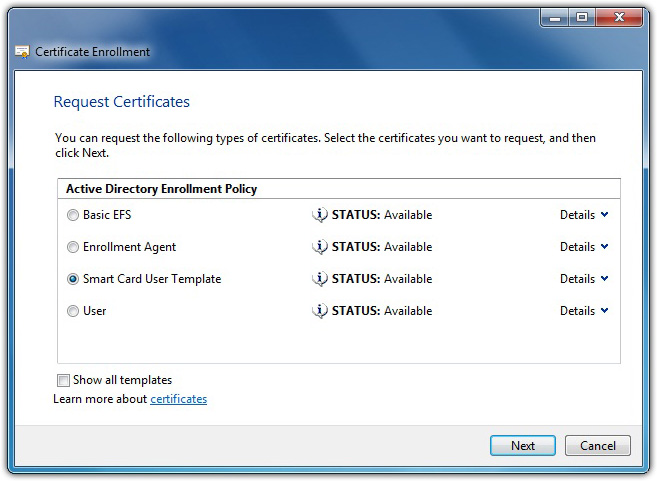 Certificate Enrollment
Request Certificates
You can request the following types of certificates. Select the certificates you want to request, and then
click Next.
Active Directory Enrollment Policy
Basic EFS STATUS: Available Details
Enrollment Agent STATUS: Available Details
Smart Card User Template STATUS: Available Details
User STATUS: Available Details
Show all templates
Learn more about certificates
Next Cancel